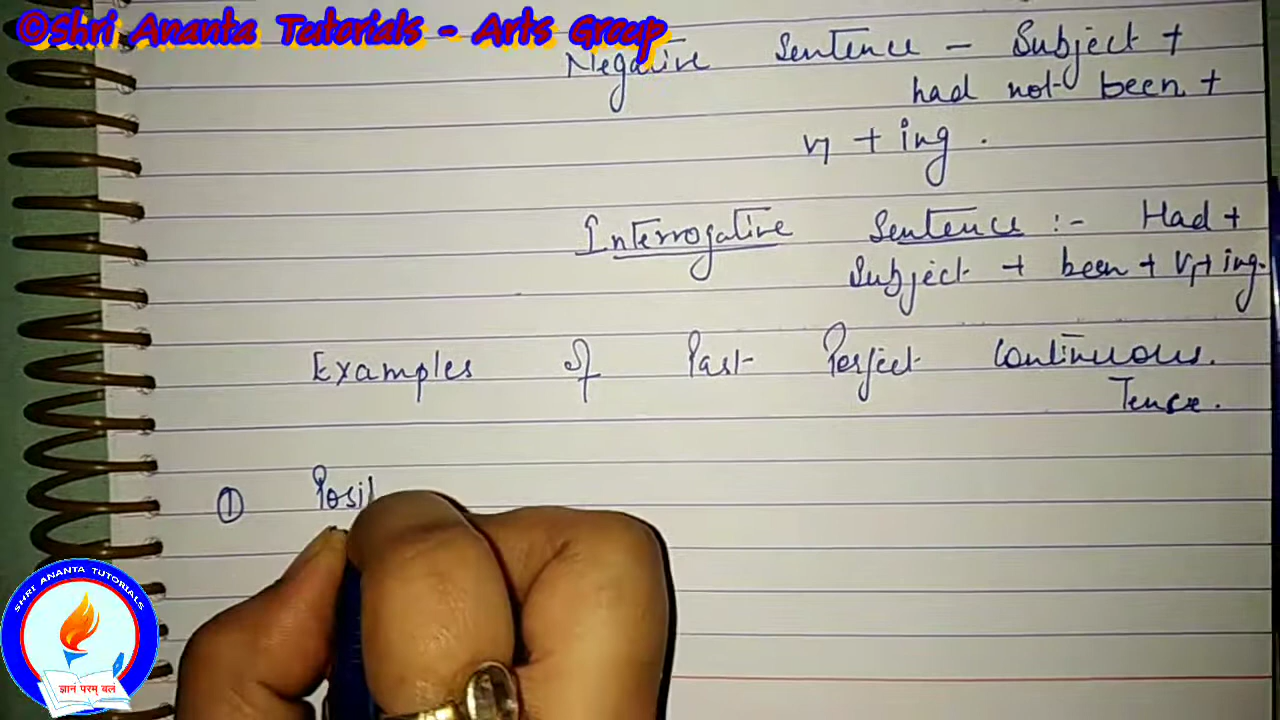 ©Shri Ananta Tutorials - Arts Group
Negative Sentence - Subject +
had not been +
V1 + ing.
Interrogative Sentence :- Had +
Subject + been + V1 + ing.
Examples of Past Perfect Continuous.
Tense.
① Posit
SHRI ANANTA TUTORIALS
ज्ञानं परमं बलं